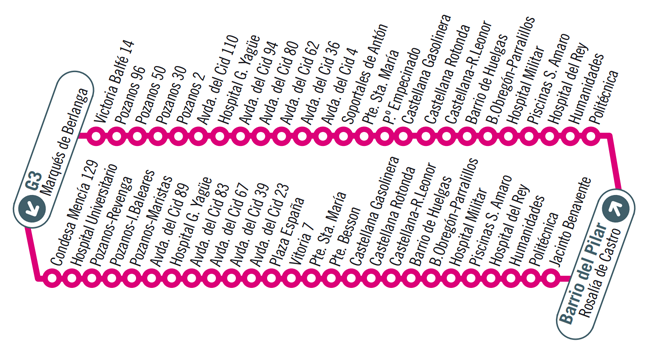 G3
Marqués de Berlanga
Victoria Balfé 14
Pozanos 96
Pozanos 50
Pozanos 30
Pozanos 2
Avda. del Cid 110
Hospital G. Yagüe
Avda. del Cid 94
Avda. del Cid 80
Avda. del Cid 62
Avda. del Cid 36
Avda. del Cid 4
Soportales de Antón
Pte. Sta. María
Pº Empecinado
Castellana Gasolinera
Castellana Rotonda
Castellana-R.Leonor
Barrio de Huelgas
B.Obregón-Parralillos
Hospital Militar
Piscinas S. Amaro
Hospital del Rey
Humanidades
Politécnica
Condesa Mencía 129
Hospital Universitario
Pozanos-Revenga
Pozanos-I.Baleares
Pozanos-Maristas
Avda. del Cid 89
Hospital G. Yagüe
Avda. del Cid 83
Avda. del Cid 67
Avda. del Cid 39
Avda. del Cid 23
Plaza España
Vitoria 7
Pte. Sta. María
Pte. Besson
Castellana Gasolinera
Castellana Rotonda
Castellana-R.Leonor
Barrio de Huelgas
B.Obregón-Parralillos
Hospital Militar
Piscinas S. Amaro
Hospital del Rey
Humanidades
Politécnica
Jacinto Benavente
Barrio del Pilar
Rosalía de Castro